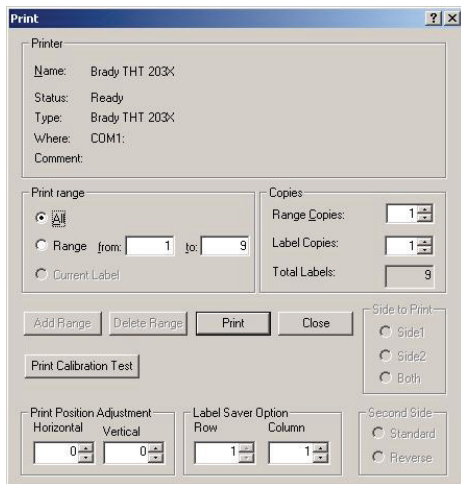 Print
Printer
Name: Brady THT 203X
Status: Ready
Type: Brady THT 203X
Where: COM1:
Comment:
Print range
All
Range from: 1 to: 9
Current Label
Copies
Range Copies: 1
Label Copies: 1
Total Labels: 9
Add Range Delete Range Print Close
Print Calibration Test
Side to Print
Side1
Side2
Both
Print Position Adjustment
Horizontal Vertical
0 0
Label Saver Option
Row Column
1 1
Second Side
Standard
Reverse